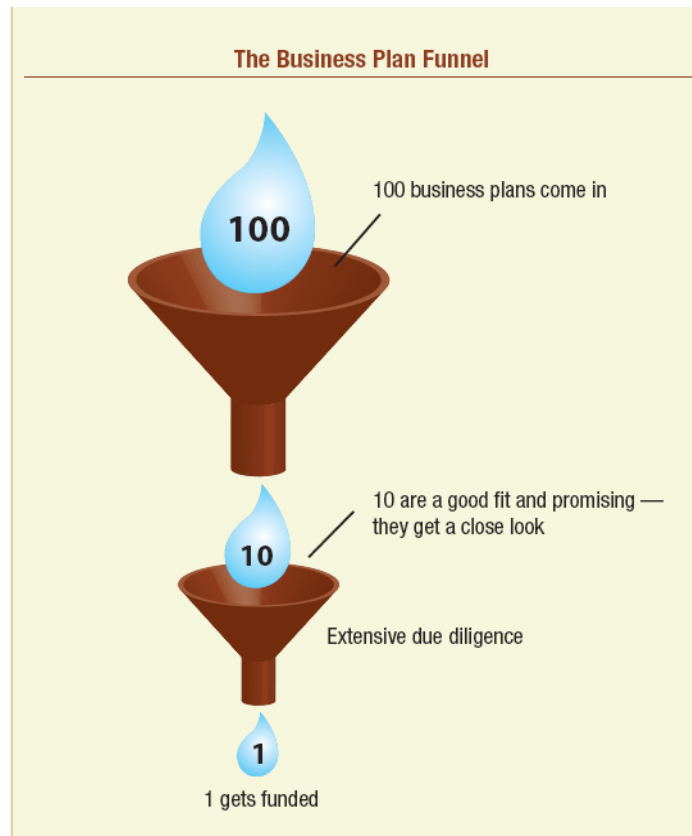 The Business Plan Funnel
100
100 business plans come in
10
10 are a good fit and promising —
they get a close look
Extensive due diligence
1
1 gets funded